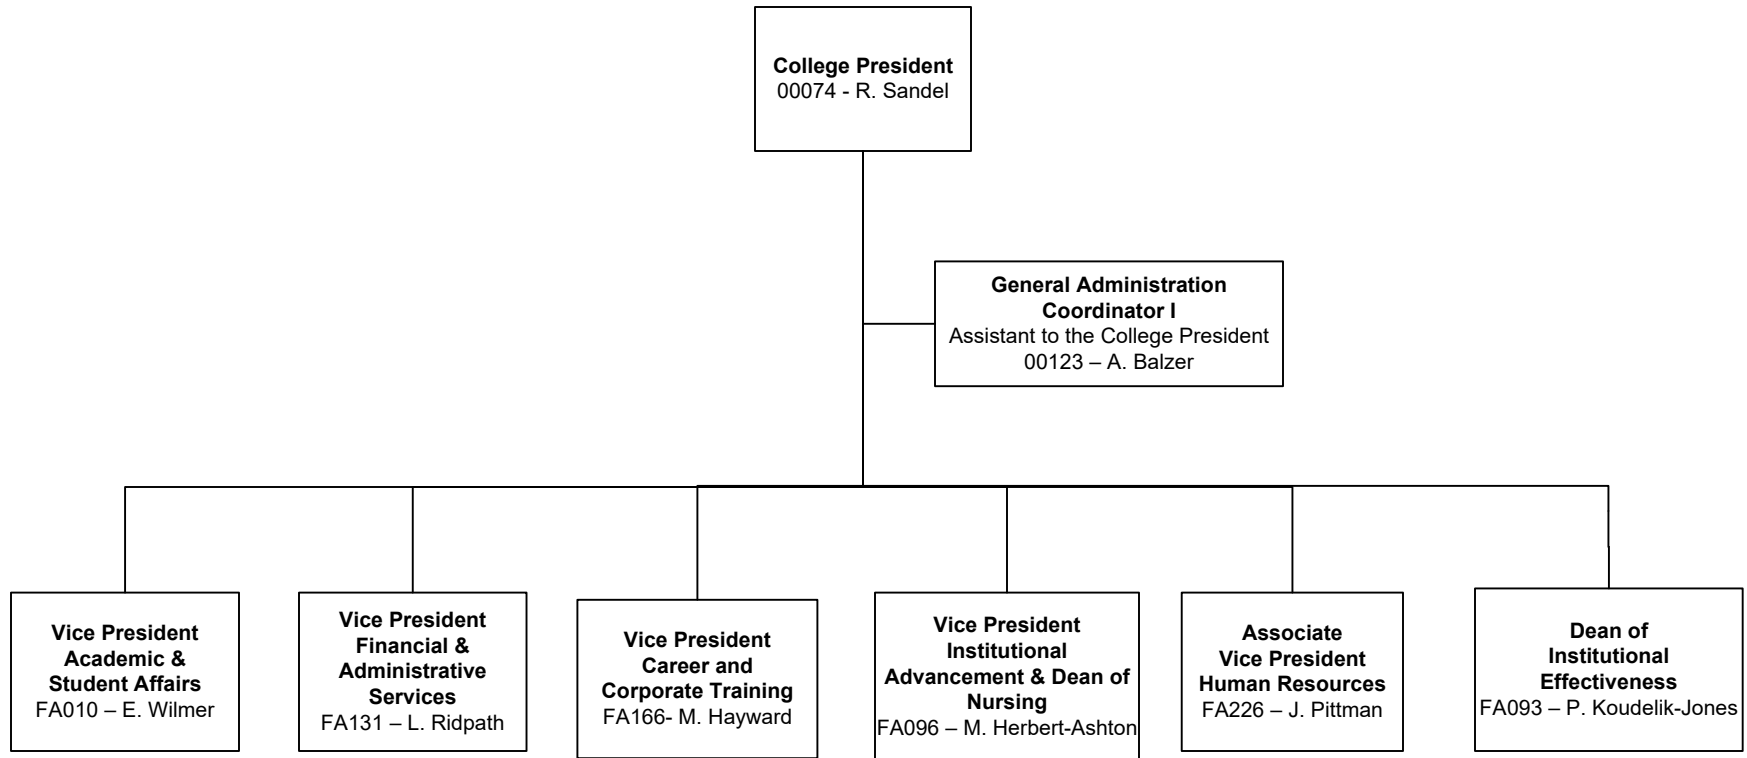 College President
00074 - R. Sandel
General Administration
Coordinator I
Assistant to the College President
00123 – A. Balzer
Vice President
Academic &
Student Affairs
FA010 – E. Wilmer
Vice President
Financial &
Administrative
Services
FA131 – L. Ridpath
Vice President
Career and
Corporate Training
FA166- M. Hayward
Vice President
Institutional
Advancement & Dean of
Nursing
FA096 – M. Herbert-Ashton
Associate
Vice President
Human Resources
FA226 – J. Pittman
Dean of
Institutional
Effectiveness
FA093 – P. Koudelik-Jones